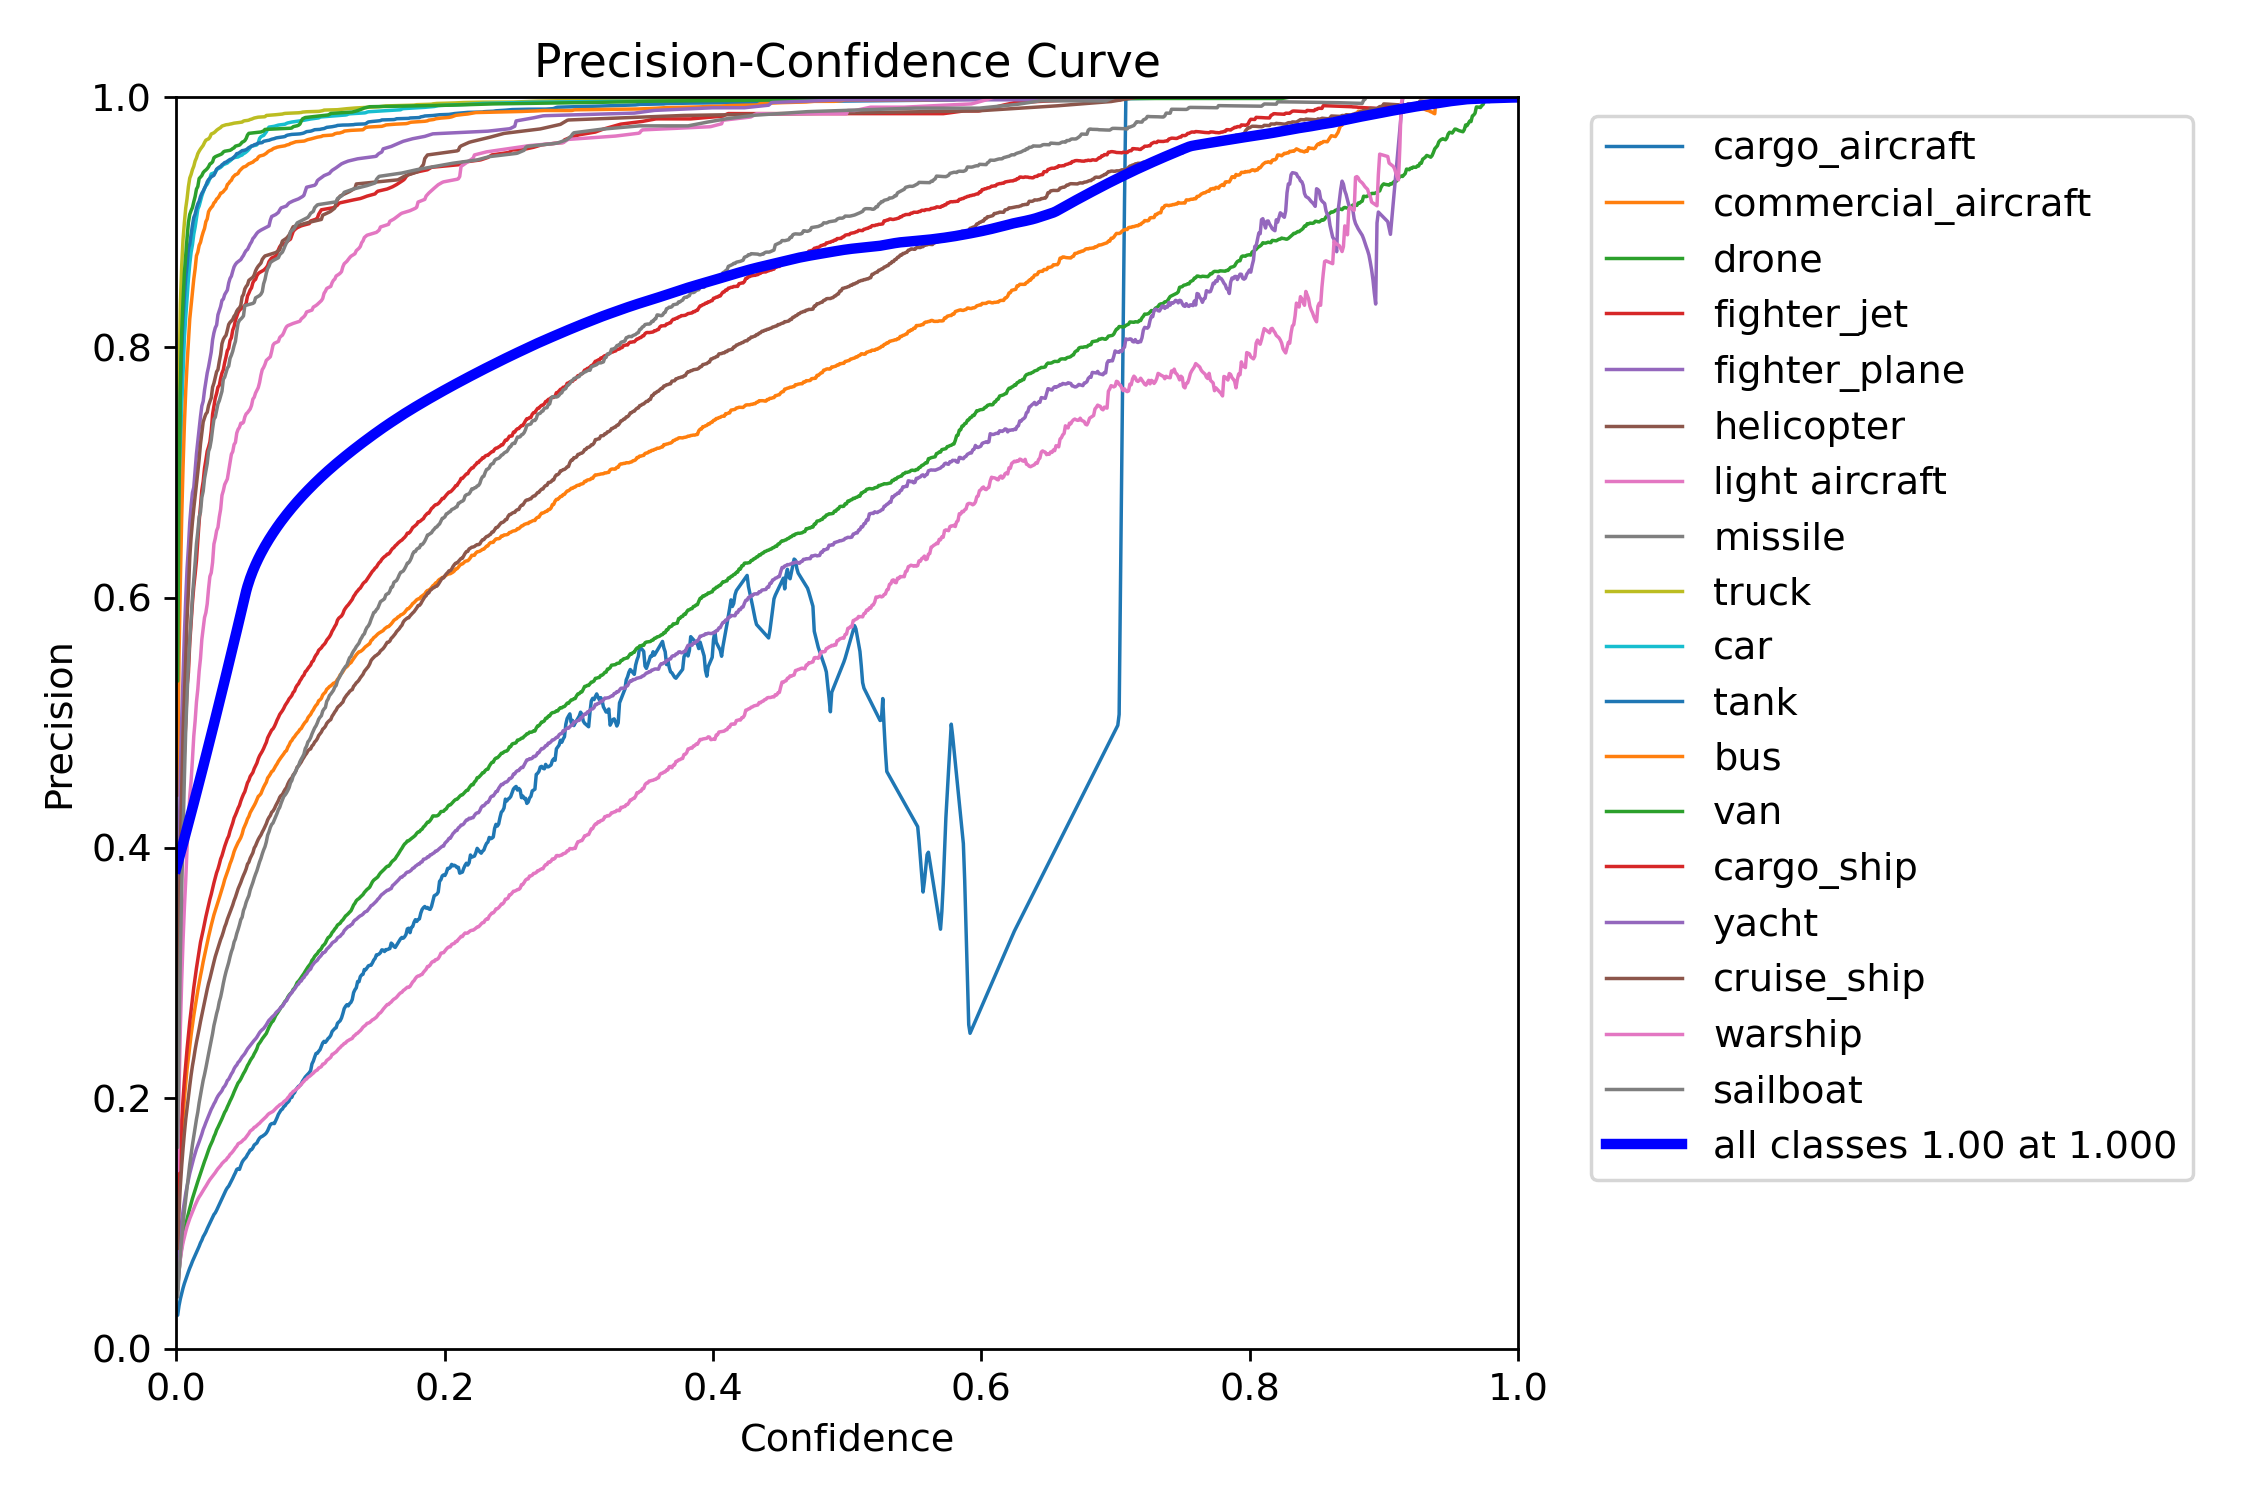 Precision-Confidence Curve
1.0
0.8
0.6
0.4
0.2
0.0
Precision
0.0 0.2 0.4 0.6 0.8 1.0
Confidence
cargo_aircraft
commercial_aircraft
drone
fighter_jet
fighter_plane
helicopter
light aircraft
missile
truck
car
tank
bus
van
cargo_ship
yacht
cruise_ship
warship
sailboat
all classes 1.00 at 1.000